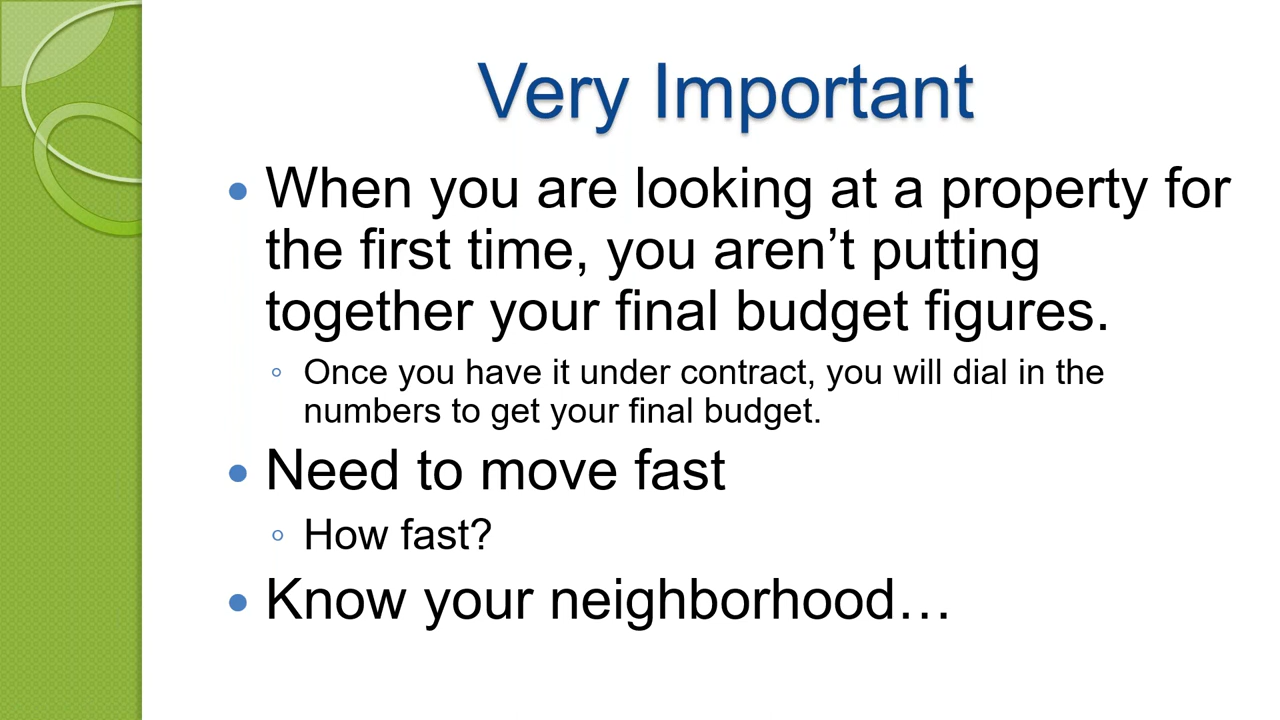 Very Important
When you are looking at a property for
the first time, you aren’t putting
together your final budget figures.
Once you have it under contract, you will dial in the
numbers to get your final budget.
Need to move fast
How fast?
Know your neighborhood…